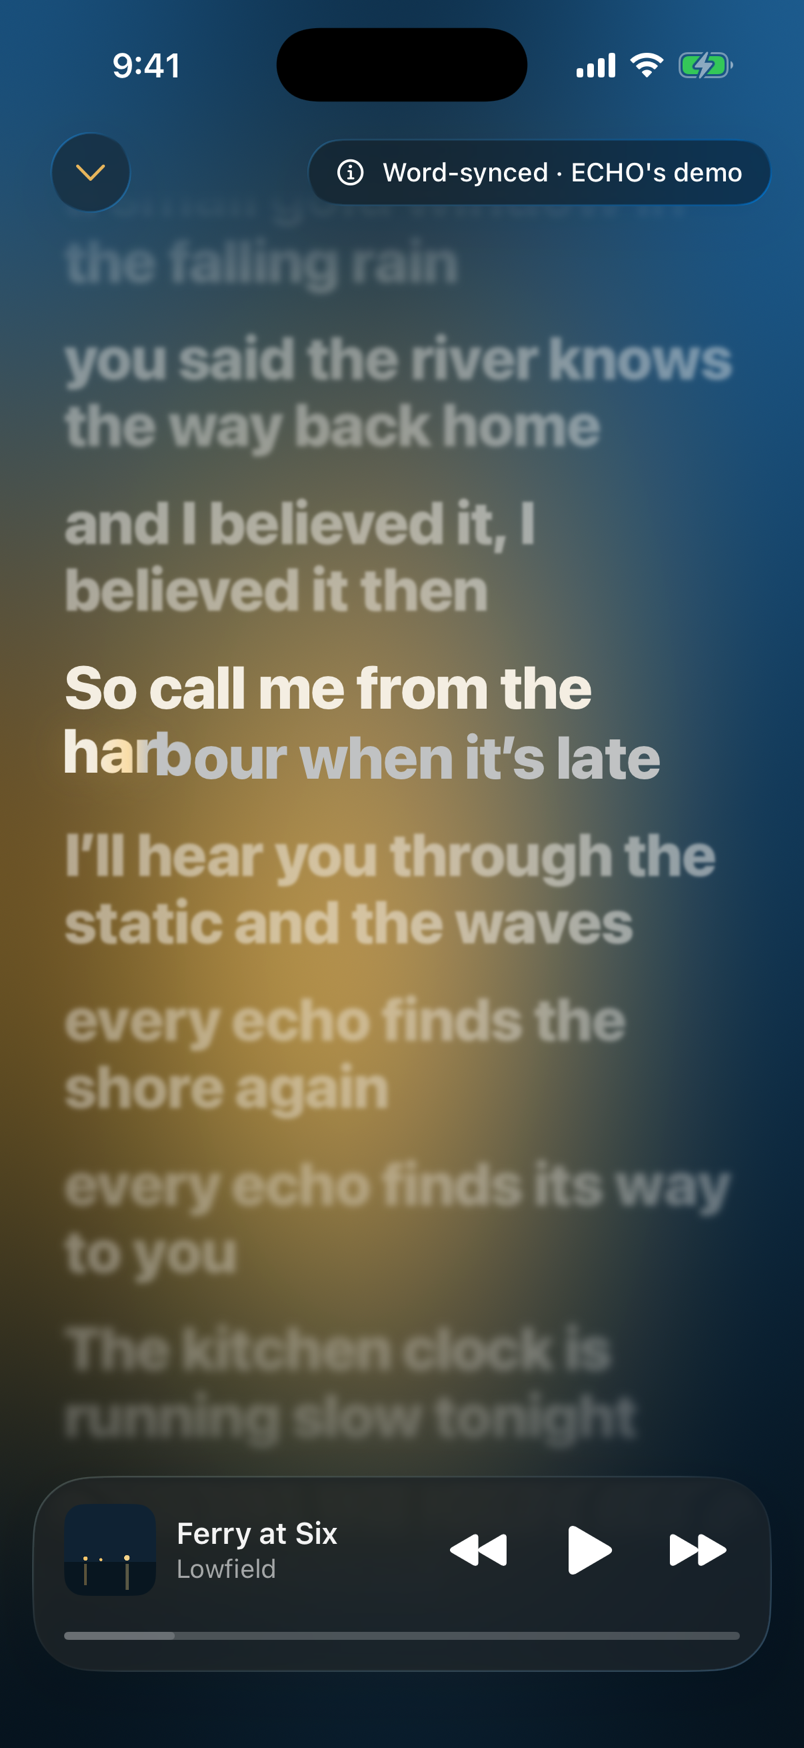 9:41
Word-synced · ECHO's demo
the falling rain
you said the river knows
the way back home
and I believed it, I
believed it then
So call me from the
harbour when it’s late
I’ll hear you through the
static and the waves
every echo finds the
shore again
every echo finds its way
to you
The kitchen clock is
running slow tonight
Ferry at Six
Lowfield